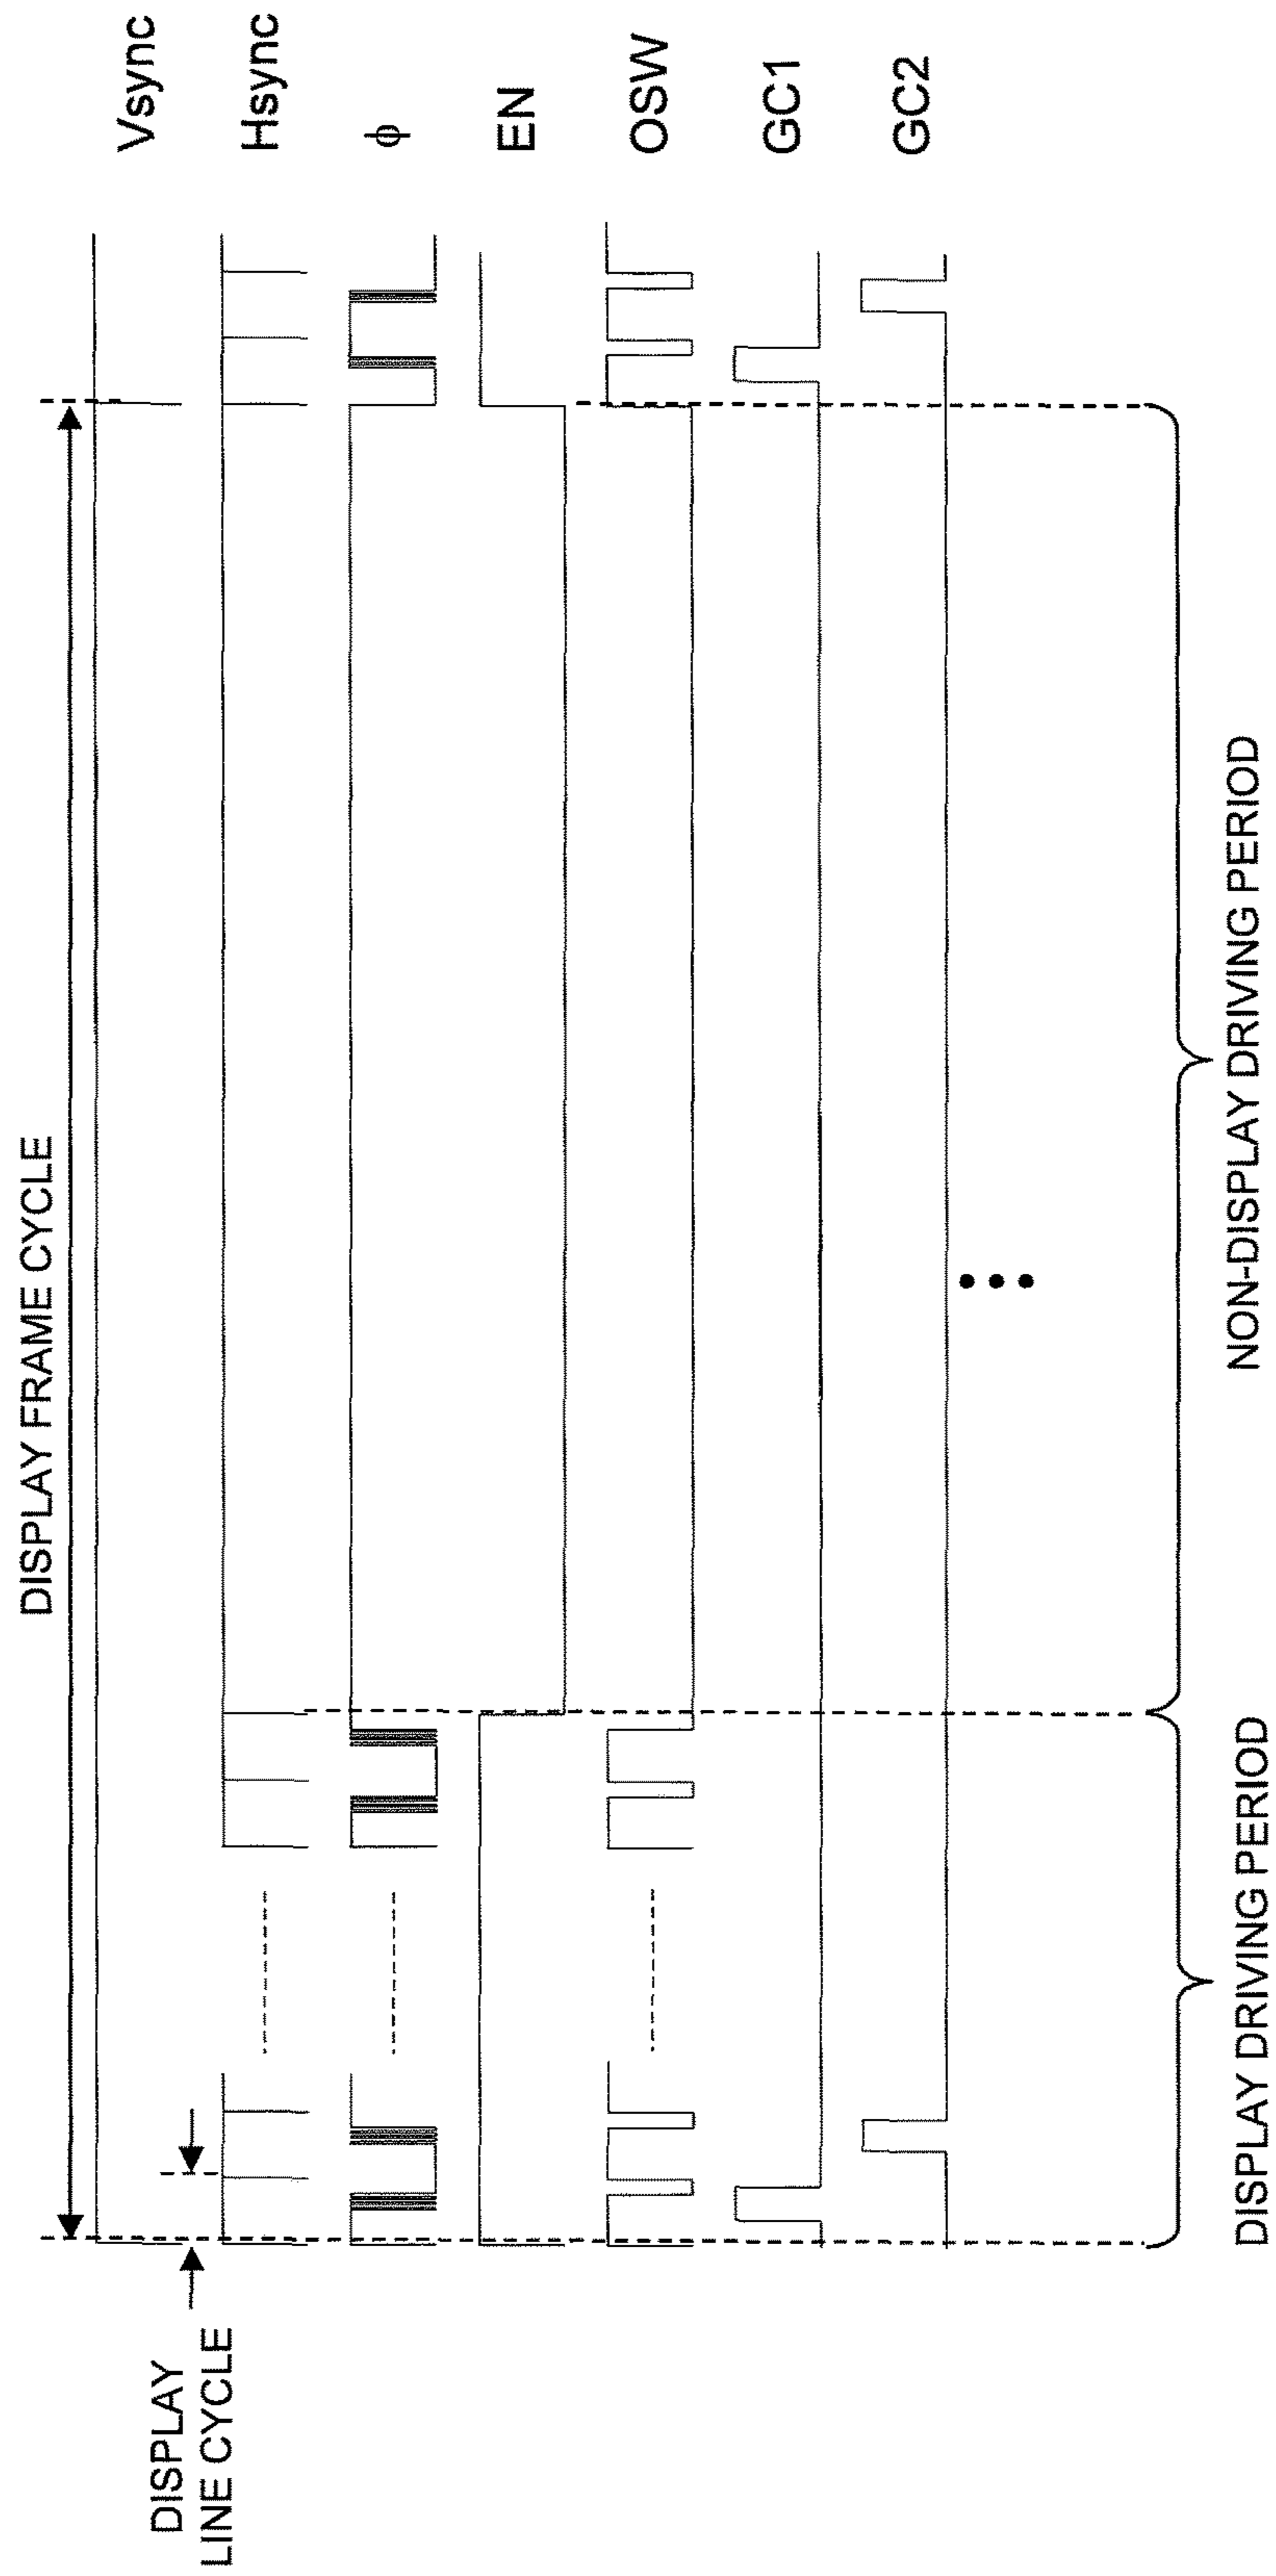 DISPLAY FRAME CYCLE
DISPLAY
LINE CYCLE
Vsync
Hsync
ϕ
EN
OSW
GC1
GC2
DISPLAY DRIVING PERIOD
NON-DISPLAY DRIVING PERIOD